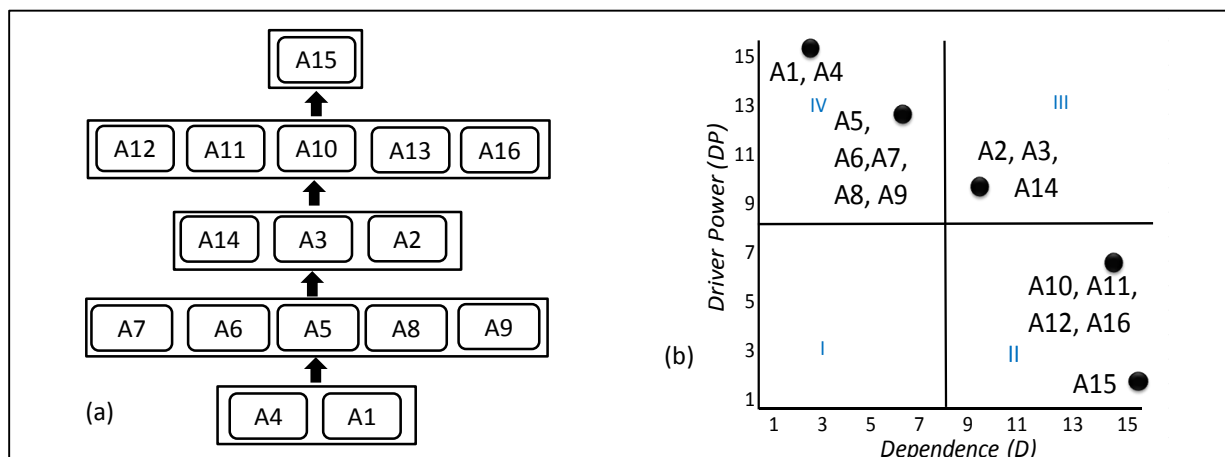 A15
A12 A11 A10 A13 A16
A14 A3 A2
A7 A6 A5 A8 A9
(a)
A4 A1
Driver Power (DP)
15
13
11
9
7
5
3
1
A1, A4
IV
A5,
A6,A7,
A8, A9
III
A2, A3,
A14
A10, A11,
A12, A16
(b)
I
II
A15
1 3 5 7 9 11 13 15
Dependence (D)